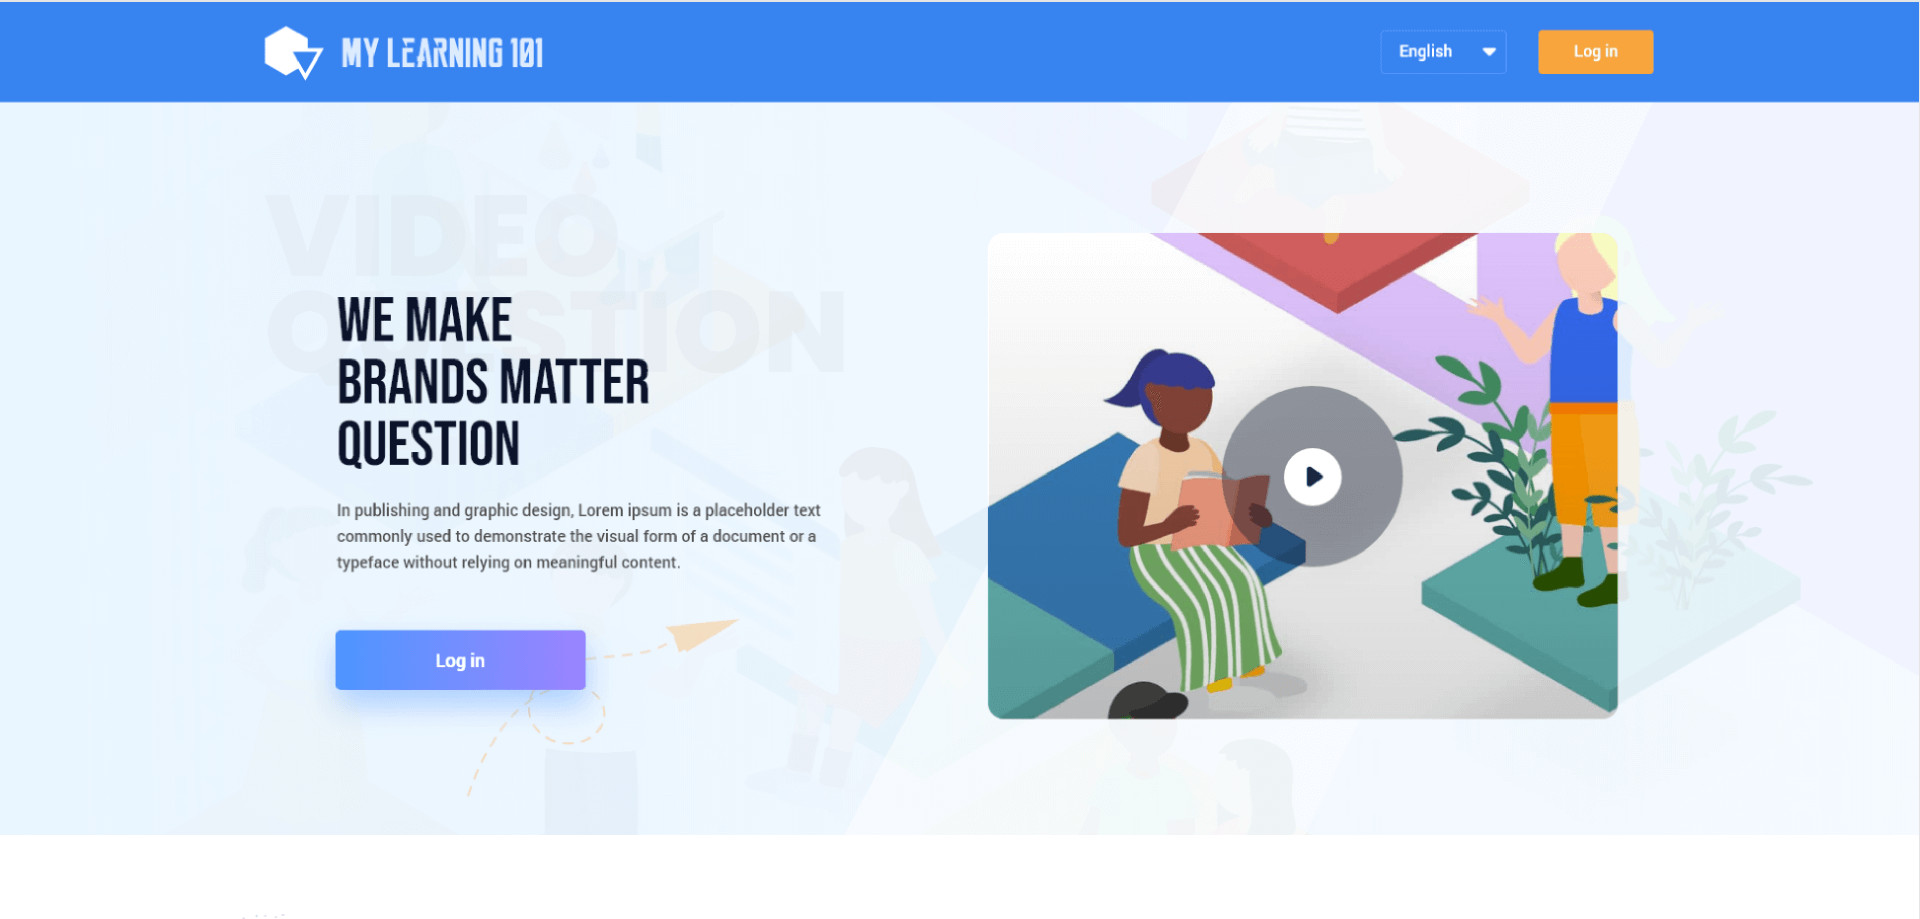 MY LEARNING 101
English
Log in
VIDEO
QUESTION
WE MAKE
BRANDS MATTER
QUESTION
In publishing and graphic design, Lorem ipsum is a placeholder text
commonly used to demonstrate the visual form of a document or a
typeface without relying on meaningful content.
Log in